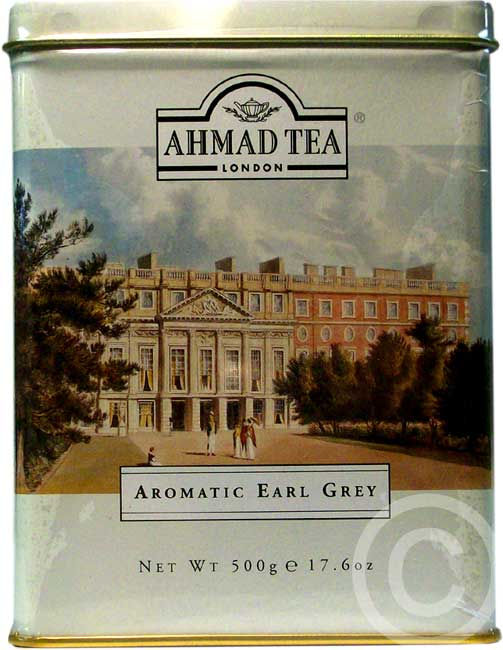 AHMAD TEA ®
LONDON
AROMATIC EARL GREY
NET WT 500g ℮ 17.6oz
©